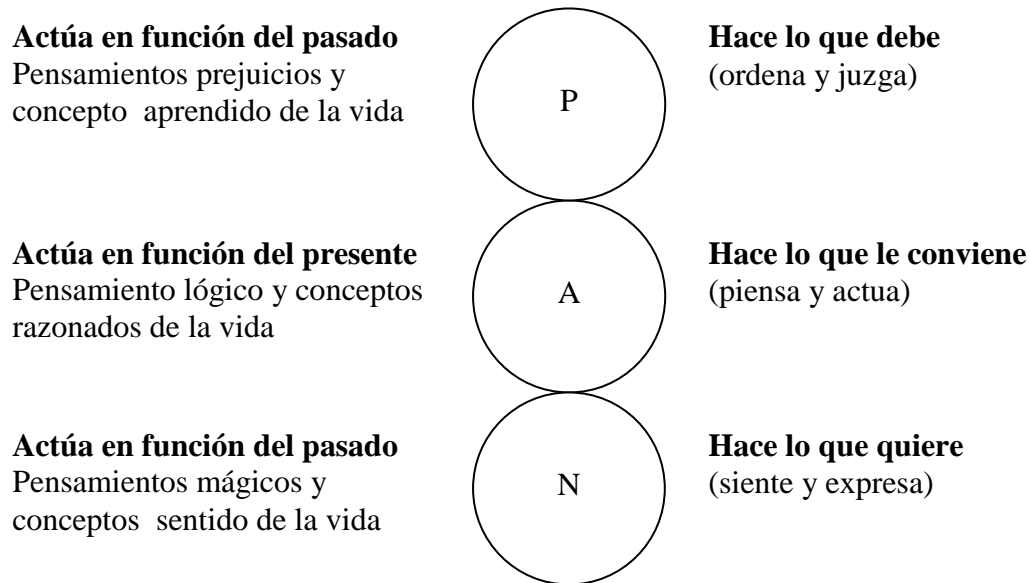 Actúa en función del pasado
Pensamientos prejuicios y
concepto  aprendido de la vida
P
Hace lo que debe
(ordena y juzga)
Actúa en función del presente
Pensamiento lógico y conceptos
razonados de la vida
A
Hace lo que le conviene
(piensa y actua)
Actúa en función del pasado
Pensamientos mágicos y
conceptos  sentido de la vida
N
Hace lo que quiere
(siente y expresa)